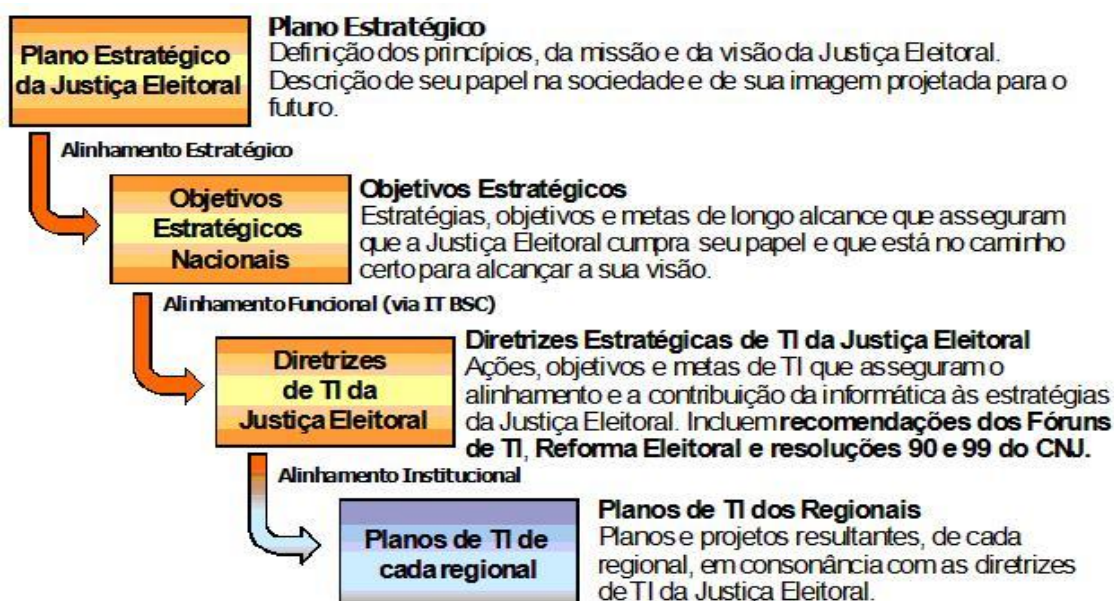 Plano Estratégico
da Justiça Eleitoral
Plano Estratégico
Definição dos princípios, da missão e da visão da Justiça Eleitoral.
Descrição de seu papel na sociedade e de sua imagem projetada para o
futuro.
Alinhamento Estratégico
Objetivos
Estratégicos
Nacionais
Objetivos Estratégicos
Estratégias, objetivos e metas de longo alcance que asseguram
que a Justiça Eleitoral cumpra seu papel e que está no caminho
certo para alcançar a sua visão.
Alinhamento Funcional (via IT BSC)
Diretrizes
de TI da
Justiça Eleitoral
Diretrizes Estratégicas de TI da Justiça Eleitoral
Ações, objetivos e metas de TI que asseguram o
alinhamento e a contribuição da informática às estratégias
da Justiça Eleitoral. Incluem recomendações dos Fóruns
de TI, Reforma Eleitoral e resoluções 90 e 99 do CNJ.
Alinhamento Institucional
Planos de TI de
cada regional
Planos de TI dos Regionais
Planos e projetos resultantes, de cada
regional, em consonância com as diretrizes
de TI da Justiça Eleitoral.